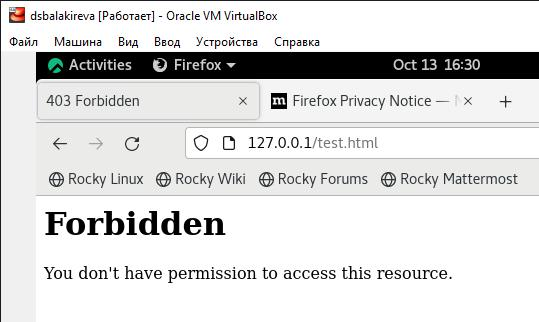 dsbalakireva [Работает] - Oracle VM VirtualBox
Файл Машина Вид Ввод Устройства Справка
Activities Firefox Oct 13 16:30
403 Forbidden Firefox Privacy Notice —
127.0.0.1/test.html
Rocky Linux Rocky Wiki Rocky Forums Rocky Mattermost
Forbidden
You don't have permission to access this resource.